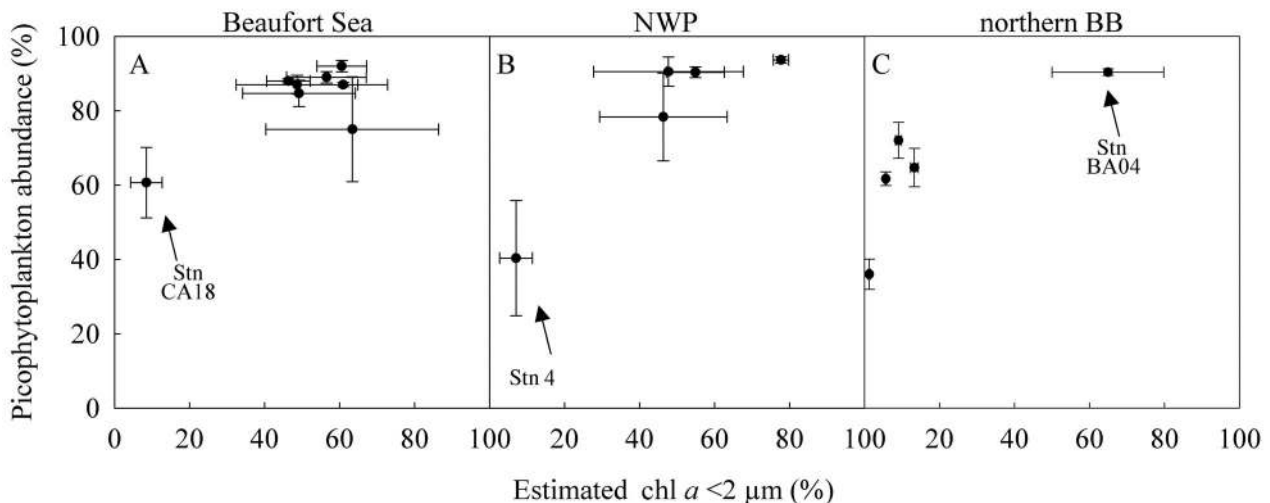 Beaufort Sea NWP northern BB
Picophytoplankton abundance (%)
100
80
60
40
20
0
A
Stn
CA18
B
Stn 4
C
Stn
BA04
0 20 40 60 80 100 20 40 60 80 100 20 40 60 80 100
Estimated chl a <2 µm (%)